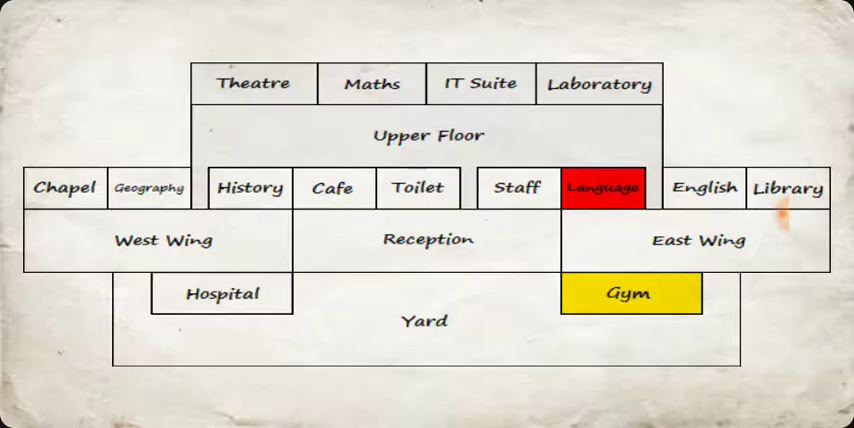 Theatre Maths IT Suite Laboratory
Upper Floor
Chapel Geography History Cafe Toilet Staff Language English Library
West Wing Reception East Wing
Hospital Gym
Yard